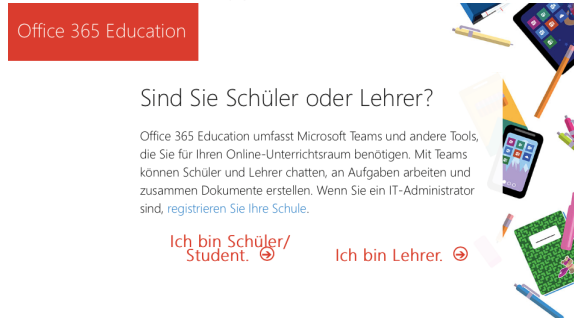 Office 365 Education
Sind Sie Schüler oder Lehrer?
Office 365 Education umfasst Microsoft Teams und andere Tools,
die Sie für Ihren Online-Unterrichtsraum benötigen. Mit Teams
können Schüler und Lehrer chatten, an Aufgaben arbeiten und
zusammen Dokumente erstellen. Wenn Sie ein IT-Administrator
sind, registrieren Sie Ihre Schule.
Ich bin Schüler/
Student.
Ich bin Lehrer.